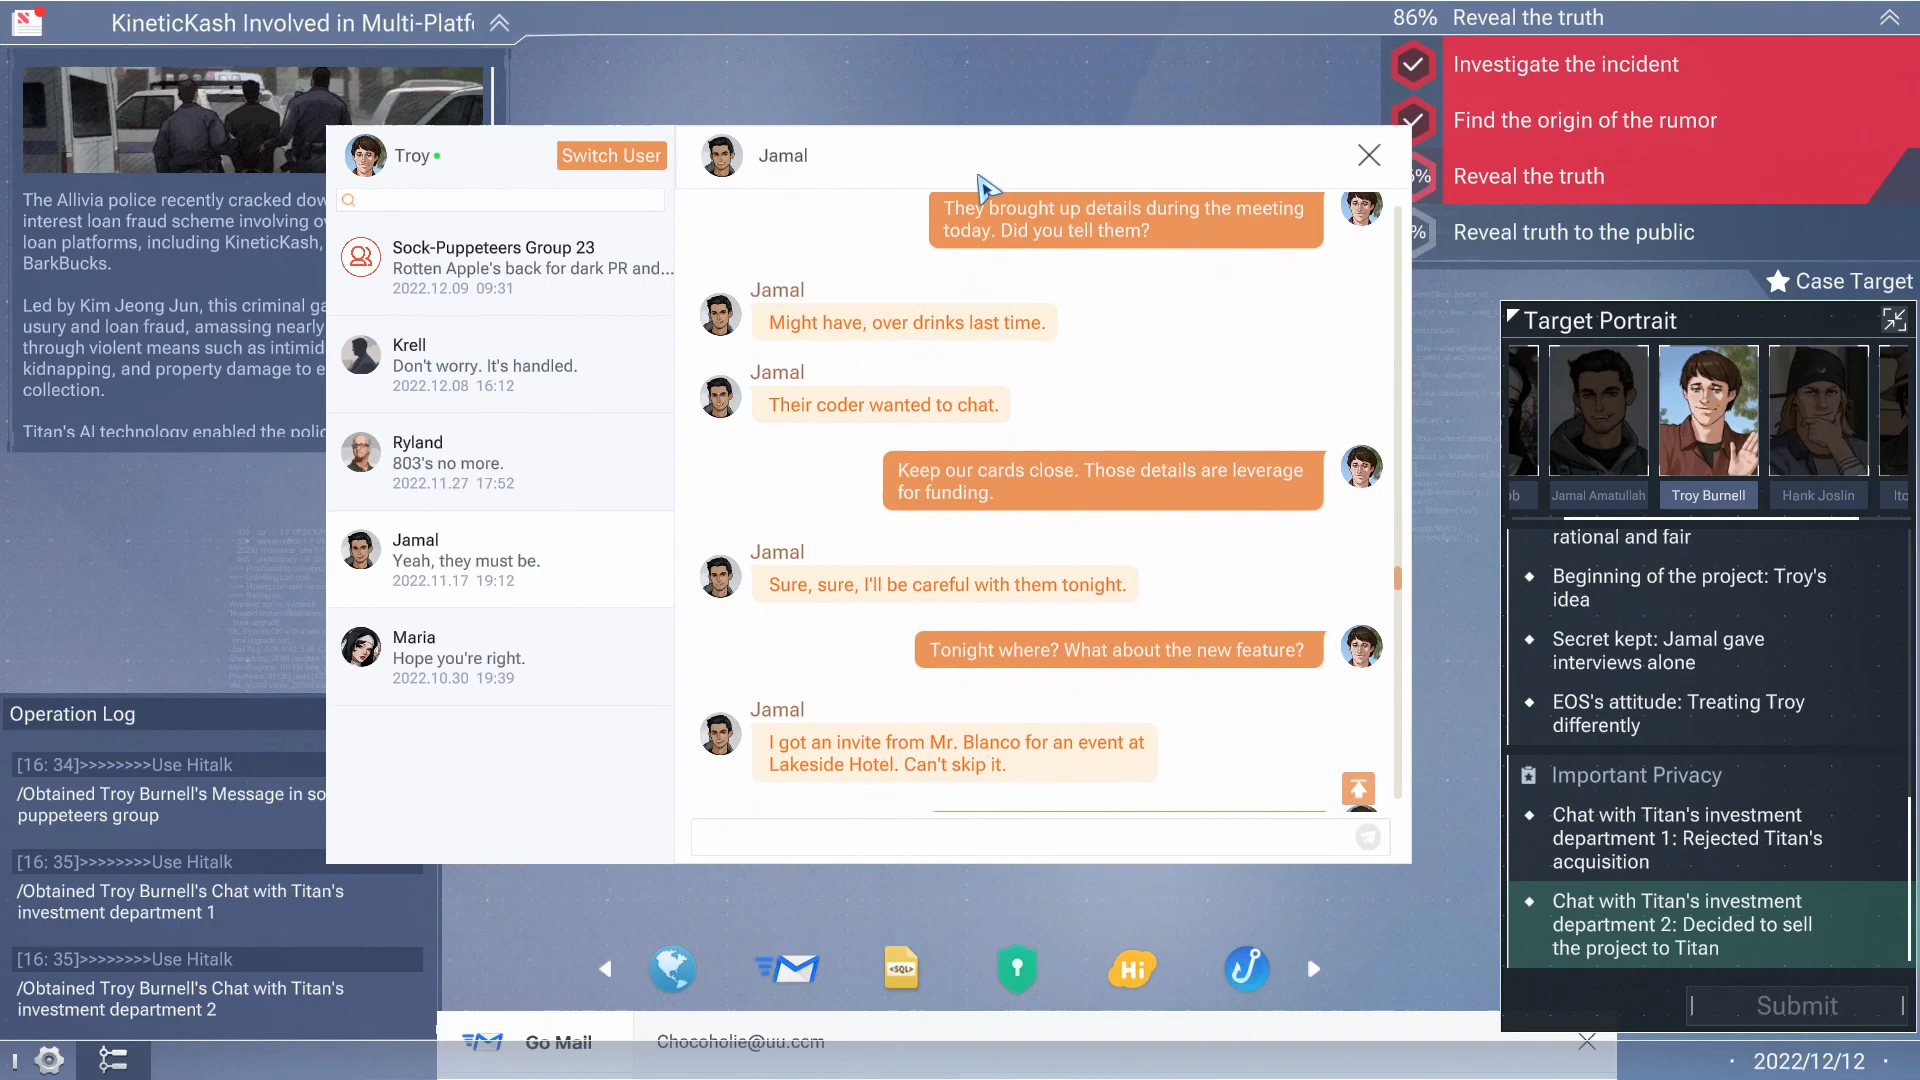 KineticKash Involved in Multi-Platf
The Allivia police recently cracked dow
interest loan fraud scheme involving o
loan platforms, including KineticKash,
BarkBucks.
Led by Kim Jeong Jun, this criminal ga
usury and loan fraud, amassing nearly
through violent means such as intimid
kidnapping, and property damage to e
collection.
Titan's AI technology enabled the polic
Operation Log
[16: 34]>>>>>>>>Use Hitalk
/Obtained Troy Burnell's Message in so
puppeteers group
[16: 35]>>>>>>>>Use Hitalk
/Obtained Troy Burnell's Chat with Titan's
investment department 1
[16: 35]>>>>>>>>Use Hitalk
/Obtained Troy Burnell's Chat with Titan's
investment department 2
Troy
Switch User
Sock-Puppeteers Group 23
Rotten Apple's back for dark PR and...
2022.12.09 09:31
Krell
Don't worry. It's handled.
2022.12.08 16:12
Ryland
803's no more.
2022.11.27 17:52
Jamal
Yeah, they must be.
2022.11.17 19:12
Maria
Hope you're right.
2022.10.30 19:39
Jamal
They brought up details during the meeting
today. Did you tell them?
Jamal
Might have, over drinks last time.
Jamal
Their coder wanted to chat.
Keep our cards close. Those details are leverage
for funding.
Jamal
Sure, sure, I'll be careful with them tonight.
Tonight where? What about the new feature?
Jamal
I got an invite from Mr. Blanco for an event at
Lakeside Hotel. Can't skip it.
86% Reveal the truth
Investigate the incident
Find the origin of the rumor
% Reveal the truth
% Reveal truth to the public
Case Target
Target Portrait
ob
Jamal Amatullah
Troy Burnell
Hank Joslin
Ito
rational and fair
Beginning of the project: Troy's
idea
Secret kept: Jamal gave
interviews alone
EOS's attitude: Treating Troy
differently
Important Privacy
Chat with Titan's investment
department 1: Rejected Titan's
acquisition
Chat with Titan's investment
department 2: Decided to sell
the project to Titan
Submit
<SQL>
Hi
Go Mail
Chocoholie@uu.ccm
2022/12/12